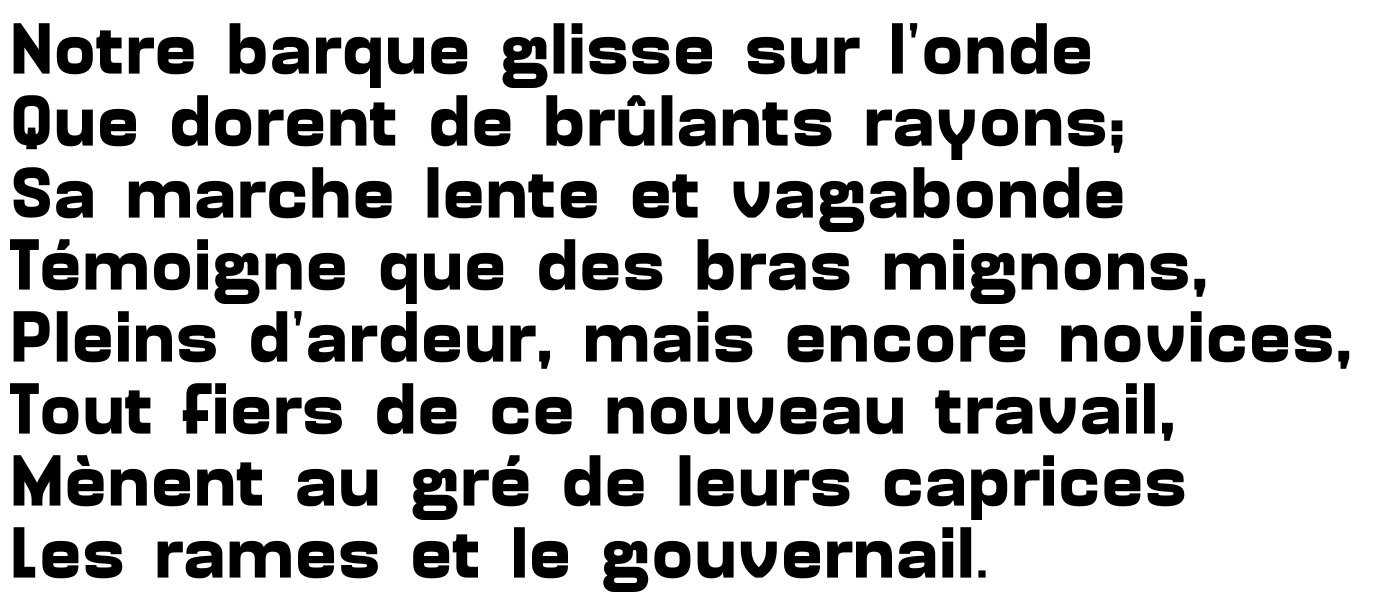 Notre barque glisse sur l'onde
Que dorent de brûlants rayons;
Sa marche lente et vagabonde
Témoigne que des bras mignons,
Pleins d'ardeur, mais encore novices,
Tout fiers de ce nouveau travail,
Mènent au gré de leurs caprices
Les rames et le gouvernail.